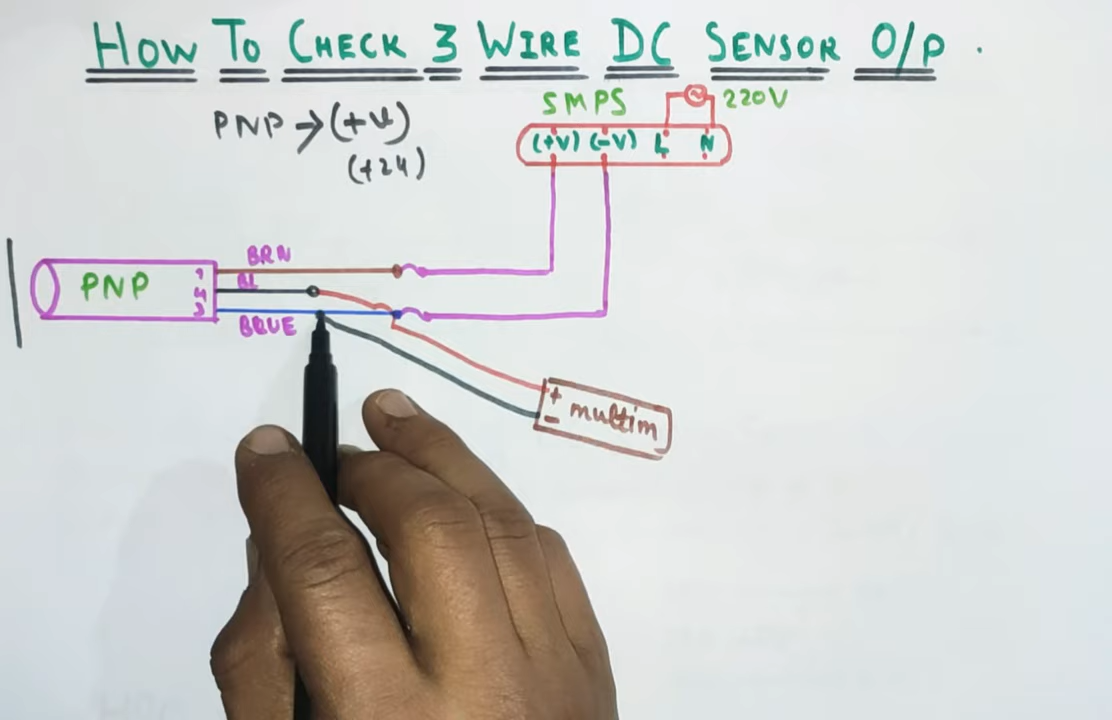 HOW TO CHECK 3 WIRE DC SENSOR O/P.
SMPS 220V
PNP → (+V)
(+24)
(+V) (-V) L N
BRN
PNP 1
BL 4
3
BLUE
+ multim
-